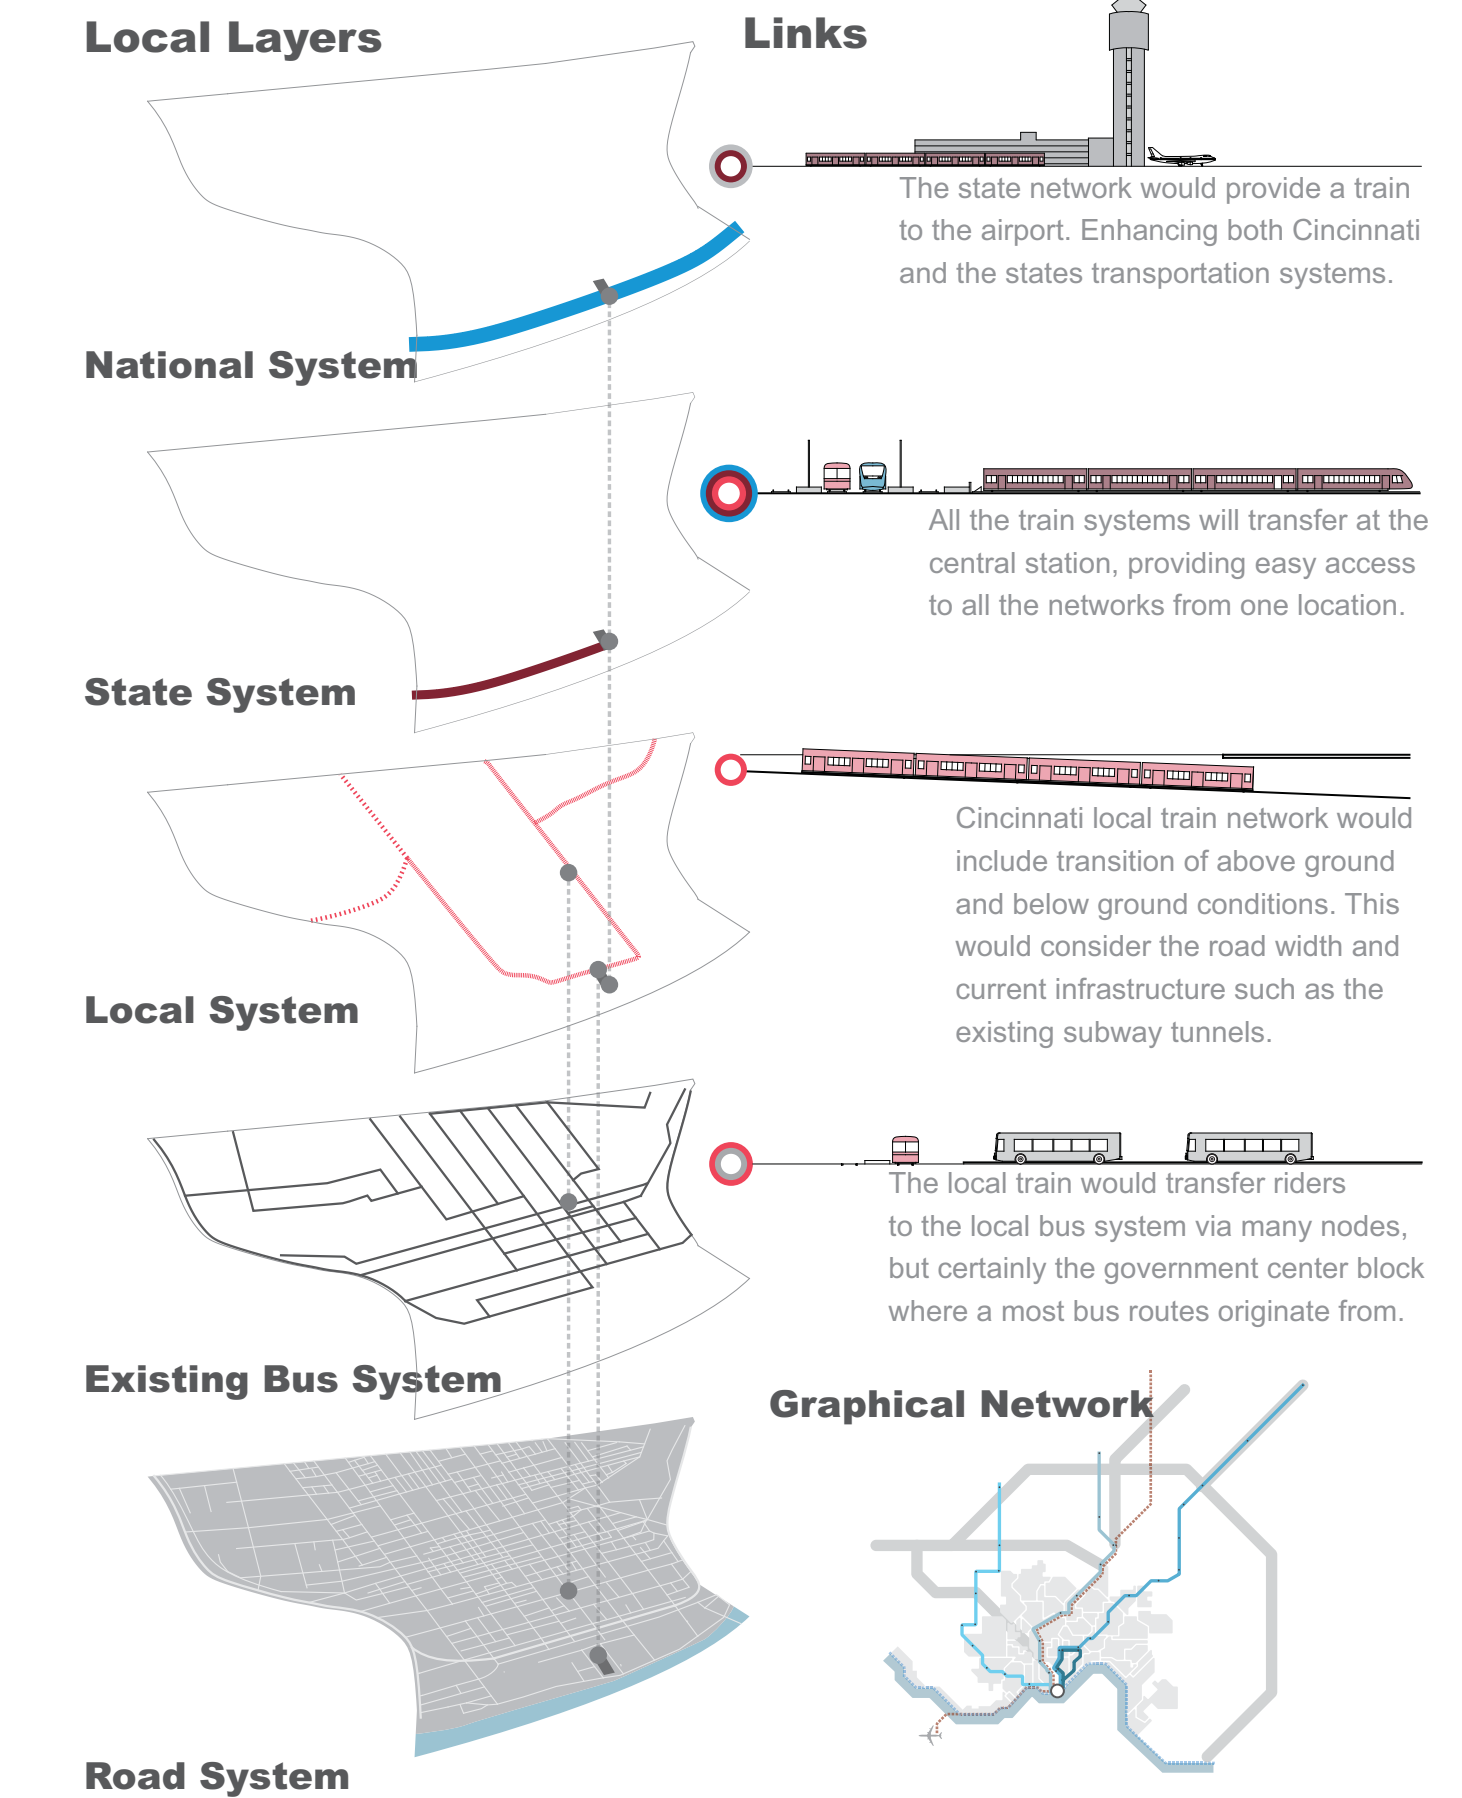 Local Layers
National System
State System
Local System
Existing Bus System
Road System
Links
The state network would provide a train
to the airport. Enhancing both Cincinnati
and the states transportation systems.
All the train systems will transfer at the
central station, providing easy access
to all the networks from one location.
Cincinnati local train network would
include transition of above ground
and below ground conditions. This
would consider the road width and
current infrastructure such as the
existing subway tunnels.
The local train would transfer riders
to the local bus system via many nodes,
but certainly the government center block
where a most bus routes originate from.
Graphical Network